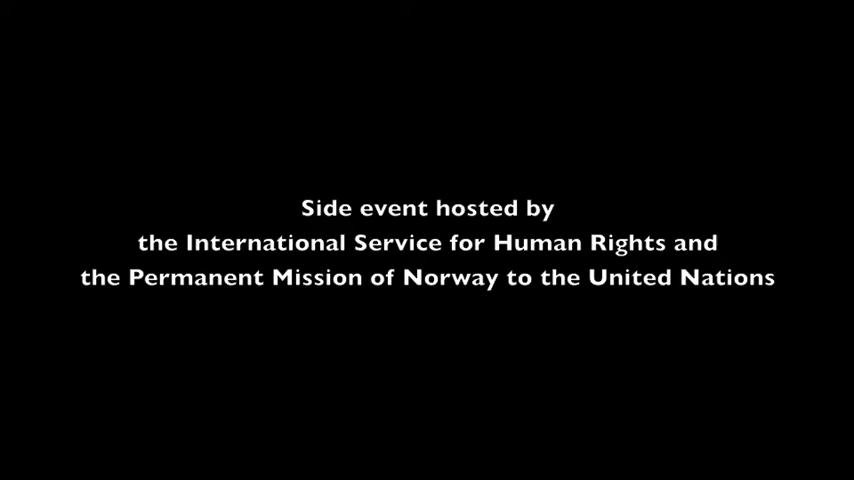 Side event hosted by
the International Service for Human Rights and
the Permanent Mission of Norway to the United Nations